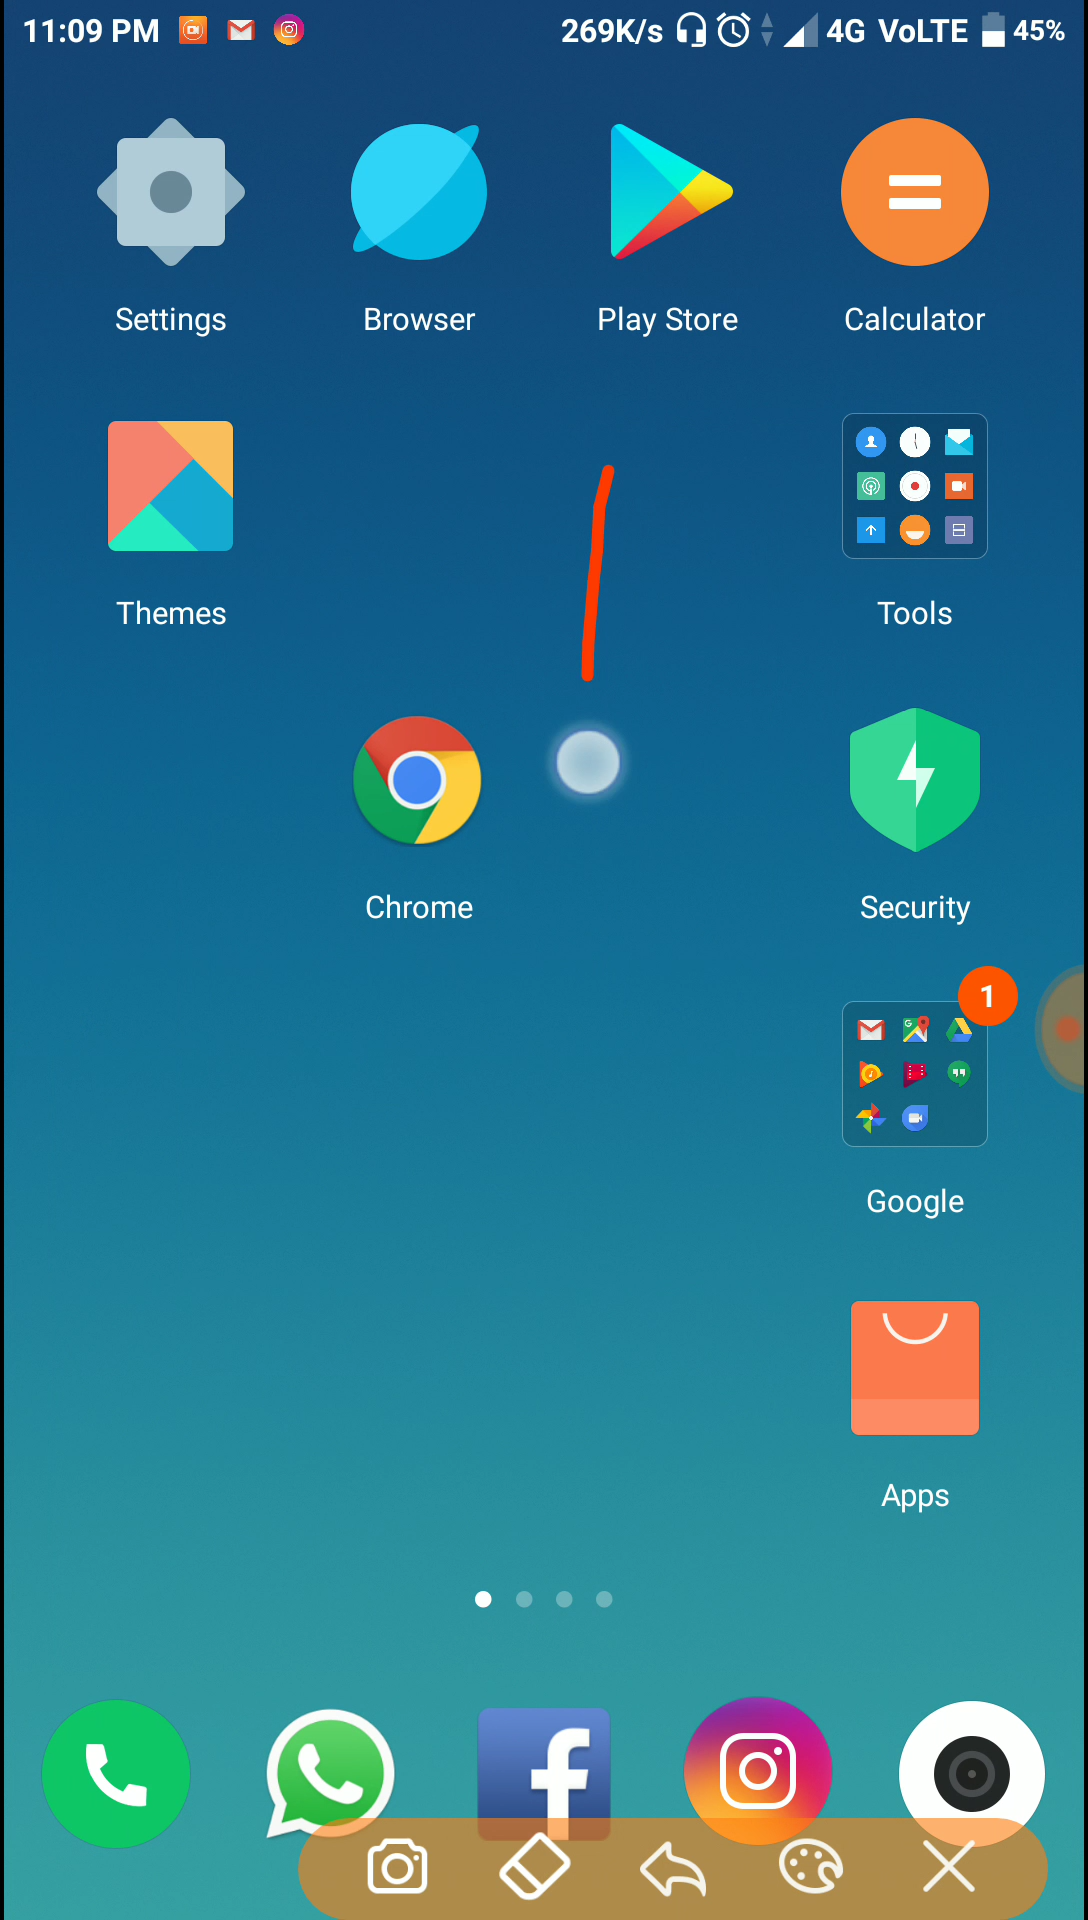 11:09 PM 269K/s 4G VoLTE 45%
Settings Browser Play Store Calculator
Themes Tools
Chrome Security
1
Google
Apps